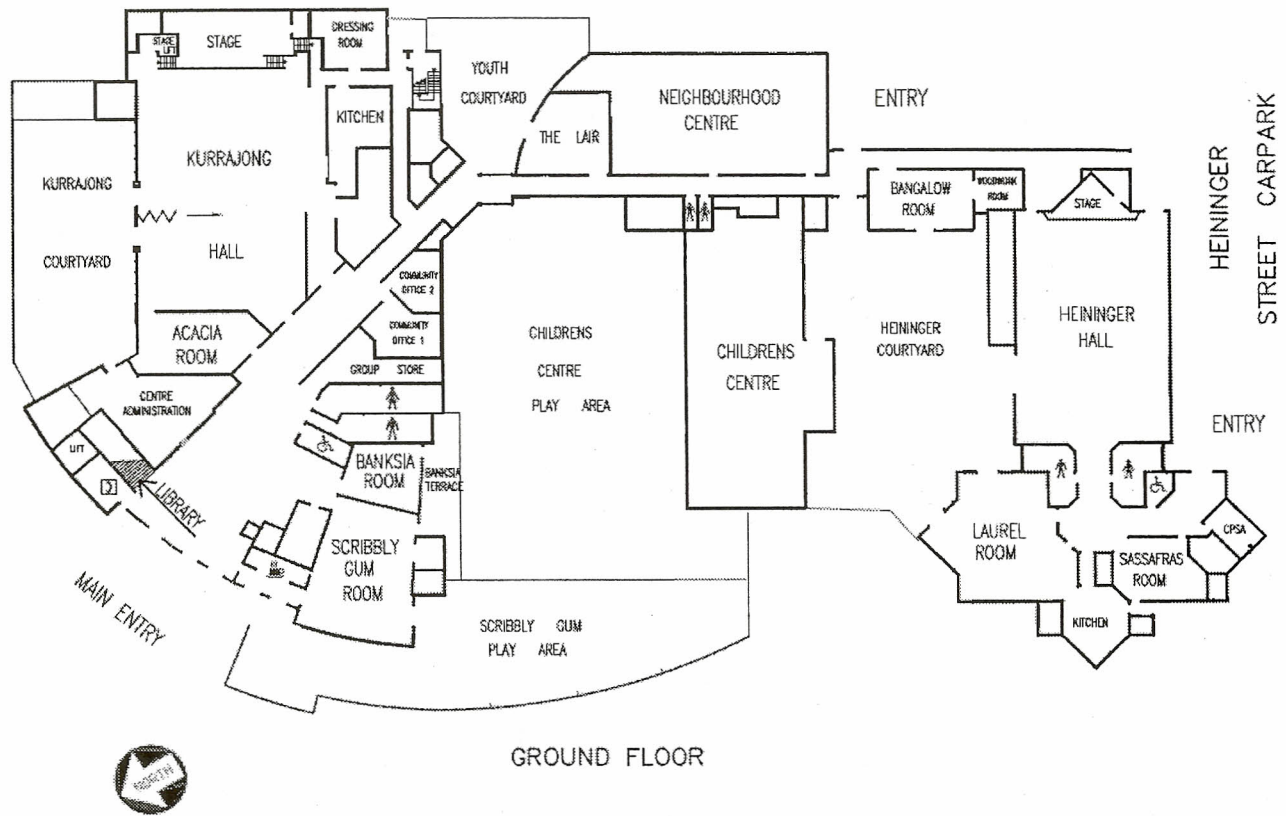 STAGE
LIFT
STAGE
DRESSING
ROOM
YOUTH
COURTYARD
NEIGHBOURHOOD
CENTRE
ENTRY
HEININGER
STREET CARPARK
KITCHEN
THE LAIR
KURRAJONG
HALL
KURRAJONG
COURTYARD
BANGALOW
ROOM
WOODWORK
ROOM
STAGE
COMMUNITY
OFFICE 2
COMMUNITY
OFFICE 1
GROUP STORE
ACACIA
ROOM
CENTRE
ADMINISTRATION
CHILDRENS
CENTRE
PLAY AREA
CHILDRENS
CENTRE
HEININGER
COURTYARD
HEININGER
HALL
ENTRY
LIFT
LIBRARY
BANKSIA
ROOM
BANKSIA
TERRACE
SCRIBBLY
GUM
ROOM
LAUREL
ROOM
CPSA
SASSAFRAS
ROOM
KITCHEN
MAIN ENTRY
SCRIBBLY GUM
PLAY AREA
GROUND FLOOR
NORTH